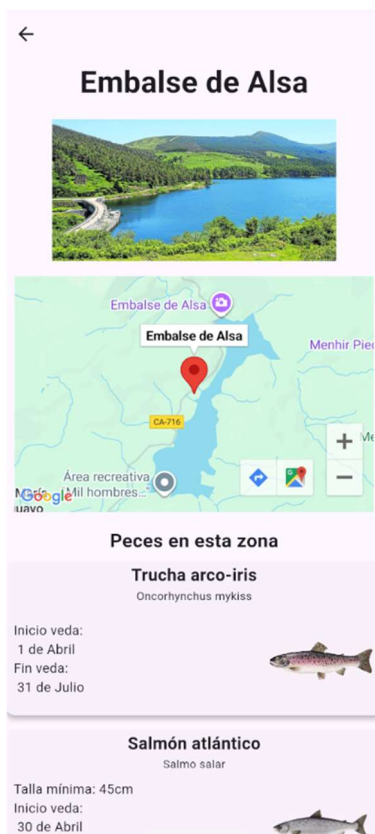 Embalse de Alsa
Embalse de Alsa
Embalse de Alsa
Menhir Pie
CA-716
Área recreativa
Mil hombres...
Google
Peces en esta zona
Trucha arco-iris
Oncorhynchus mykiss
Inicio veda:
1 de Abril
Fin veda:
31 de Julio
Salmón atlántico
Salmo salar
Talla mínima: 45cm
Inicio veda:
30 de Abril